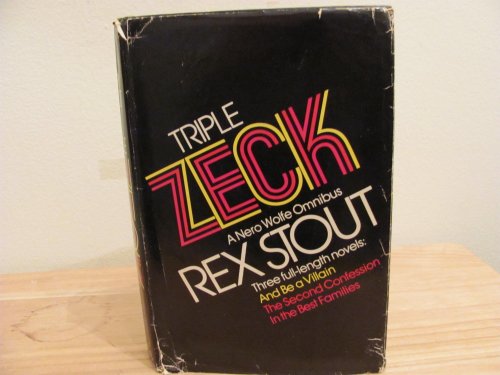 TRIPLE
ZECK
A Nero Wolfe Omnibus
REX STOUT
Three full-length novels:
And Be a Villain
The Second Confession
In the Best Families